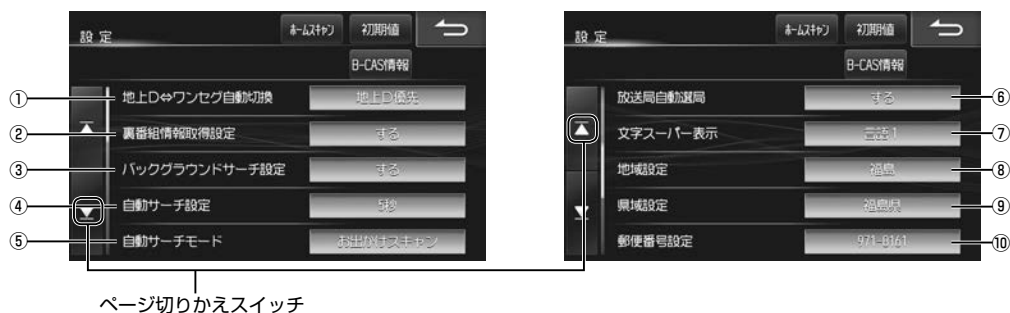 設定
ホームスキャン
初期値
B-CAS情報
① 地上D⇔ワンセグ自動切換 地上D優先
② 裏番組情報取得設定 する
③ バックグラウンドサーチ設定 する
④ 自動サーチ設定 5秒
⑤ 自動サーチモード お出かけスキャン
設定
ホームスキャン
初期値
B-CAS情報
放送局自動選局 する ⑥
文字スーパー表示 言語1 ⑦
地域設定 福島 ⑧
県域設定 福島県 ⑨
郵便番号設定 971-8161 ⑩
ページ切りかえスイッチ